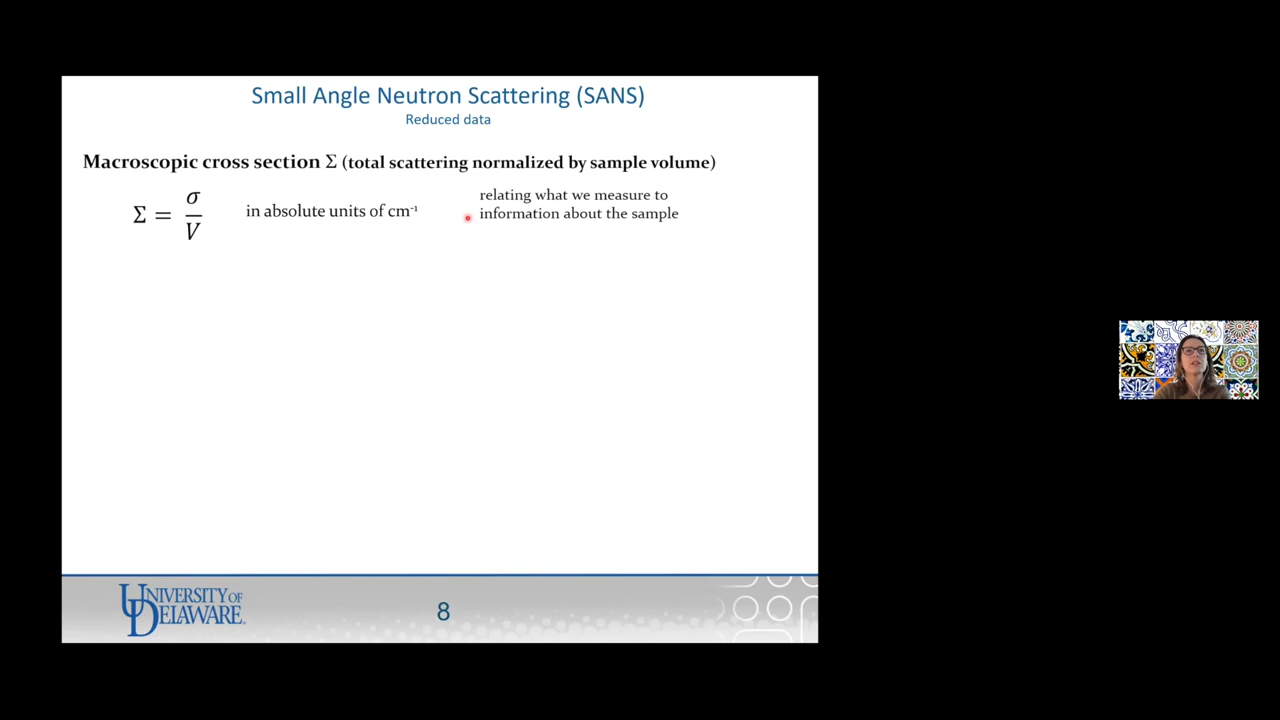 Small Angle Neutron Scattering (SANS)
Reduced data
Macroscopic cross section Σ (total scattering normalized by sample volume)
Σ = σ/V
in absolute units of cm⁻¹
relating what we measure to
information about the sample
UNIVERSITY OF
DELAWARE.
8